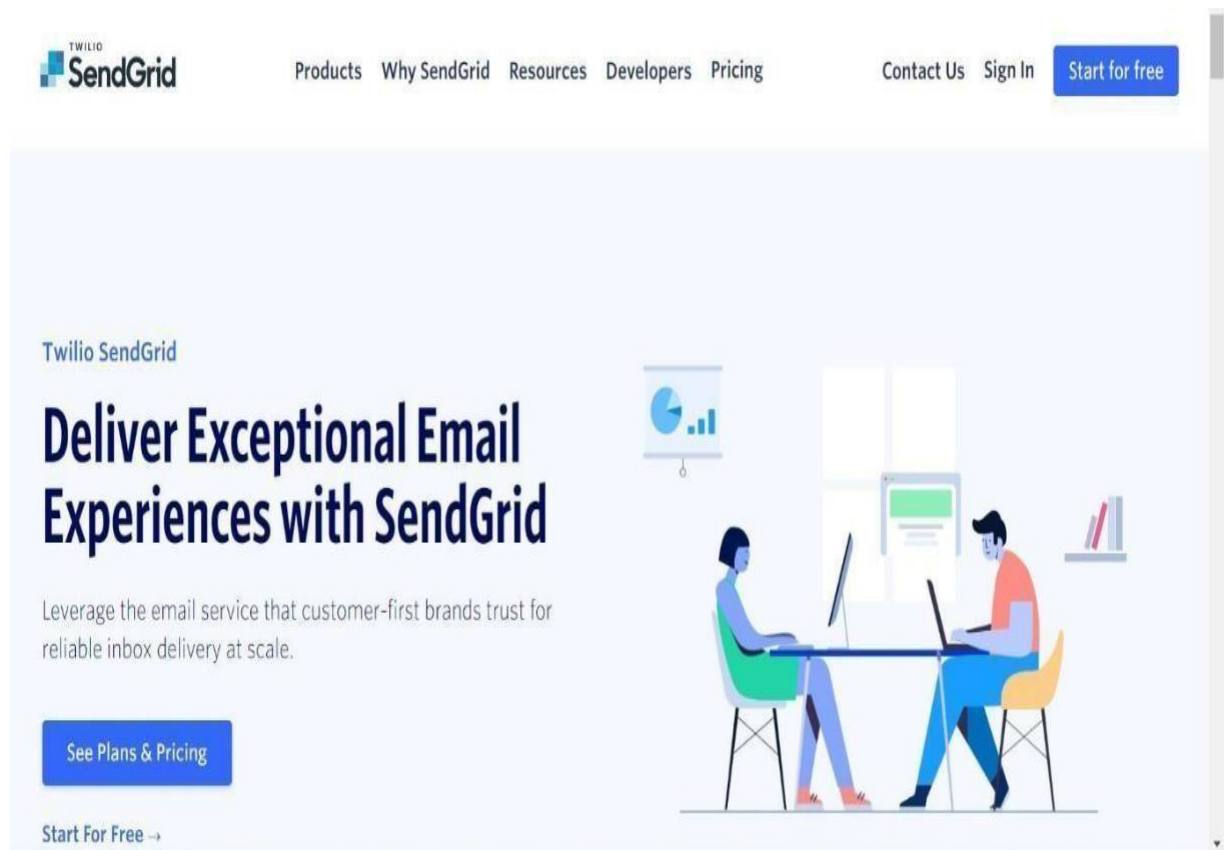 TWILIO
SendGrid
Products Why SendGrid Resources Developers Pricing Contact Us Sign In Start for free
Twilio SendGrid
Deliver Exceptional Email
Experiences with SendGrid
Leverage the email service that customer-first brands trust for
reliable inbox delivery at scale.
See Plans & Pricing
Start For Free →